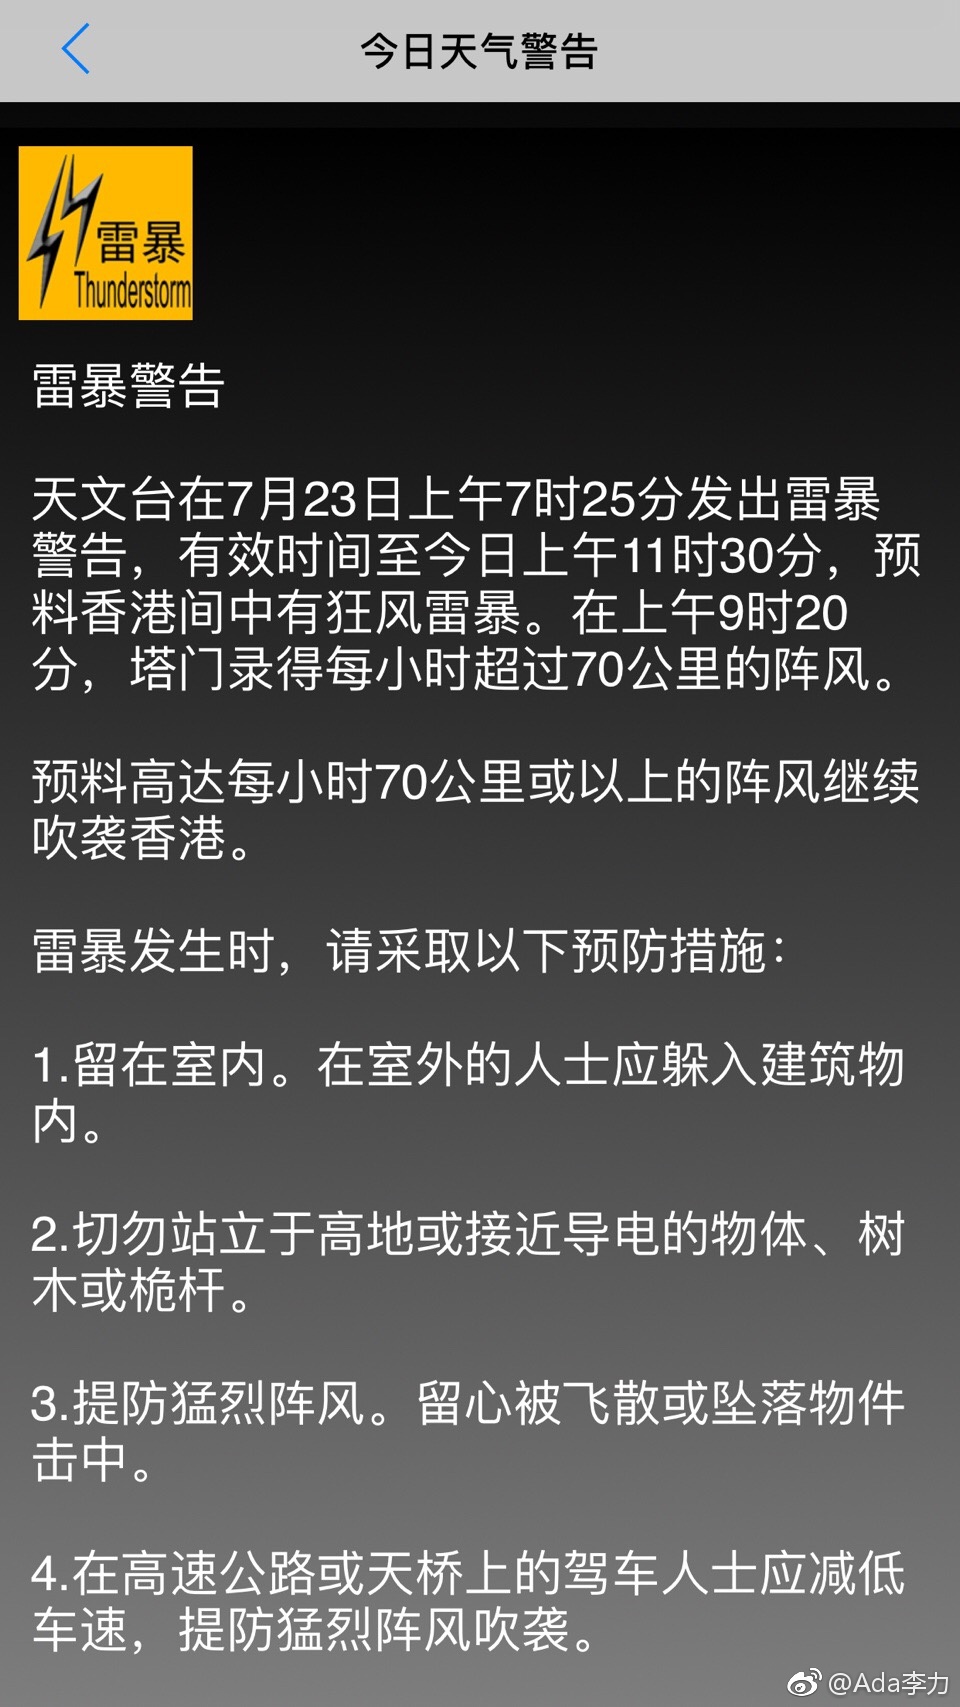 今日天气警告
雷暴
Thunderstorm
雷暴警告
天文台在7月23日上午7时25分发出雷暴
警告，有效时间至今日上午11时30分，预
料香港间中有狂风雷暴。在上午9时20
分，塔门录得每小时超过70公里的阵风。
预料高达每小时70公里或以上的阵风继续
吹袭香港。
雷暴发生时，请采取以下预防措施：
1.留在室内。在室外的人士应躲入建筑物
内。
2.切勿站立于高地或接近导电的物体、树
木或桅杆。
3.提防猛烈阵风。留心被飞散或坠落物件
击中。
4.在高速公路或天桥上的驾车人士应减低
车速，提防猛烈阵风吹袭。
@Ada李力